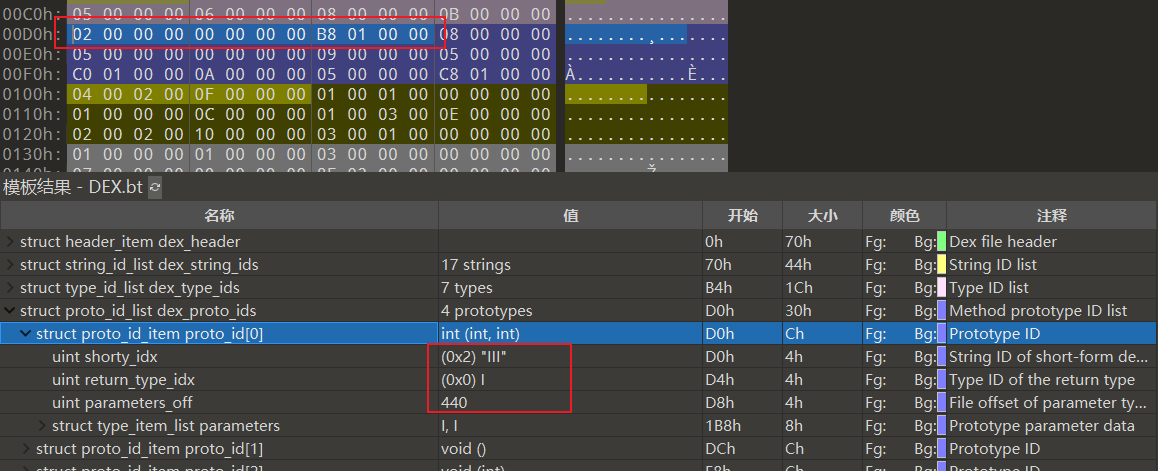 00C0h: 05 00 00 00 06 00 00 00 08 00 00 00 0B 00 00 00 ................
00D0h: 02 00 00 00 00 00 00 00 B8 01 00 00 08 00 00 00 ........¸.......
00E0h: 05 00 00 00 00 00 00 00 09 00 00 00 05 00 00 00 ................
00F0h: C0 01 00 00 0A 00 00 00 05 00 00 00 C8 01 00 00 À...........È...
0100h: 04 00 02 00 0F 00 00 00 01 00 01 00 00 00 00 00 ................
0110h: 01 00 00 00 0C 00 00 00 01 00 03 00 0E 00 00 00 ................
0120h: 02 00 02 00 10 00 00 00 03 00 01 00 00 00 00 00 ................
0130h: 01 00 00 00 01 00 00 00 03 00 00 00 00 00 00 00 ................
模板结果 - DEX.bt
名称 值 开始 大小 颜色 注释
struct header_item dex_header 0h 70h Fg: Bg: Dex file header
struct string_id_list dex_string_ids 17 strings 70h 44h Fg: Bg: String ID list
struct type_id_list dex_type_ids 7 types B4h 1Ch Fg: Bg: Type ID list
struct proto_id_list dex_proto_ids 4 prototypes D0h 30h Fg: Bg: Method prototype ID list
struct proto_id_item proto_id[0] int (int, int) D0h Ch Fg: Bg: Prototype ID
uint shorty_idx (0x2) "III" D0h 4h Fg: Bg: String ID of short-form de...
uint return_type_idx (0x0) I D4h 4h Fg: Bg: Type ID of the return type
uint parameters_off 440 D8h 4h Fg: Bg: File offset of parameter ty...
struct type_item_list parameters I, I 1B8h 8h Fg: Bg: Prototype parameter data
struct proto_id_item proto_id[1] void () DCh Ch Fg: Bg: Prototype ID